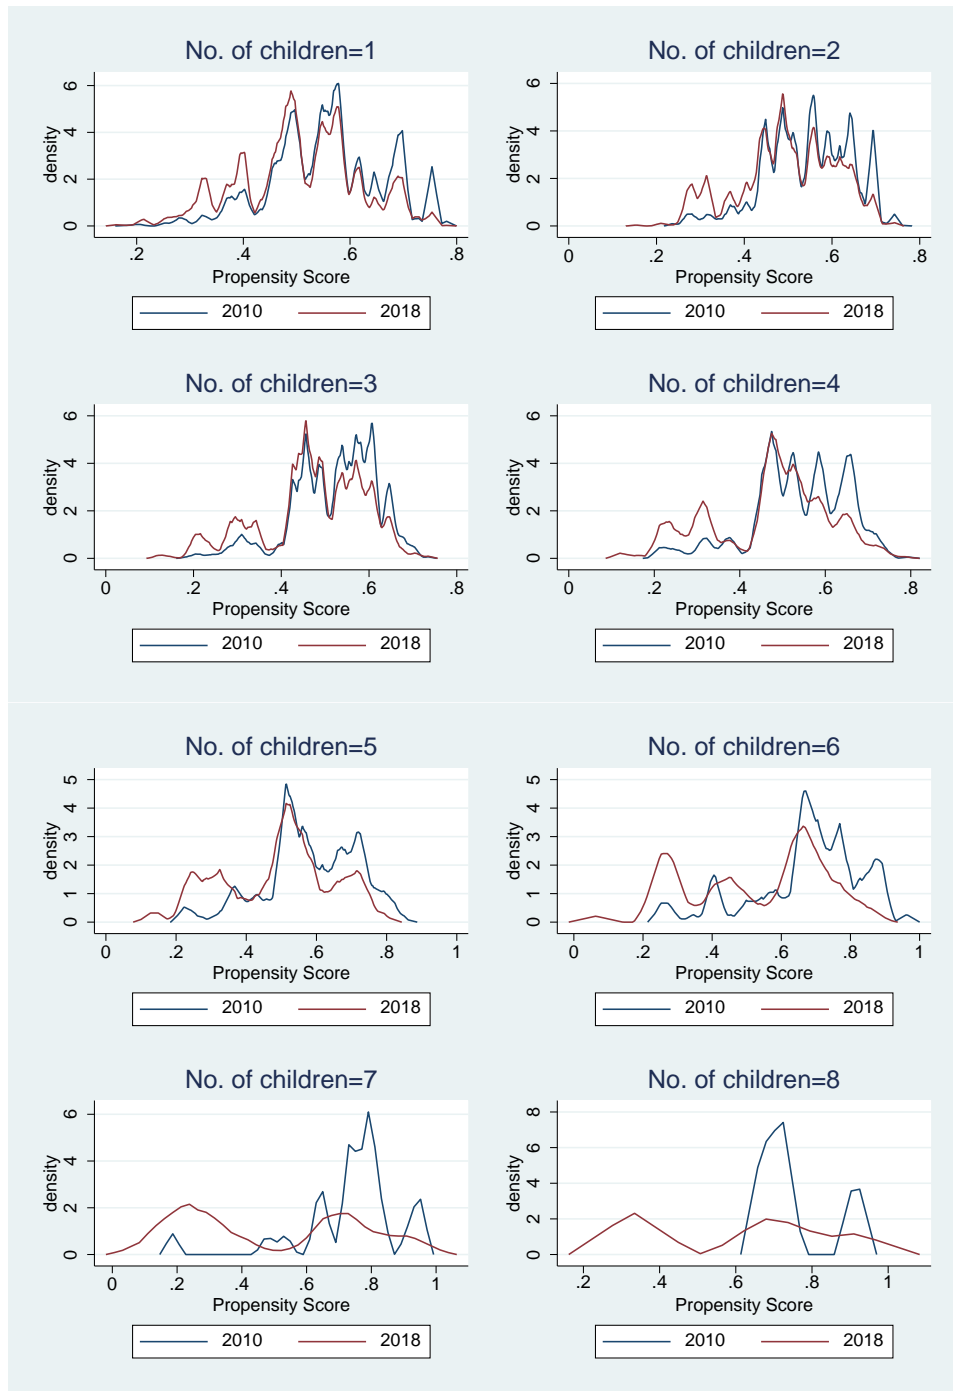 No. of children=1
No. of children=2
6
4
2
0
density
.2 .4 .6 .8
Propensity Score
2010 2018
6
4
2
0
density
0 .2 .4 .6 .8
Propensity Score
2010 2018
No. of children=3
No. of children=4
6
4
2
0
density
0 .2 .4 .6 .8
Propensity Score
2010 2018
6
4
2
0
density
0 .2 .4 .6 .8
Propensity Score
2010 2018
No. of children=5
No. of children=6
5
4
3
2
1
0
density
0 .2 .4 .6 .8 1
Propensity Score
2010 2018
5
4
3
2
1
0
density
0 .2 .4 .6 .8 1
Propensity Score
2010 2018
No. of children=7
No. of children=8
6
4
2
0
density
0 .2 .4 .6 .8 1
Propensity Score
2010 2018
8
6
4
2
0
density
.2 .4 .6 .8 1
Propensity Score
2010 2018